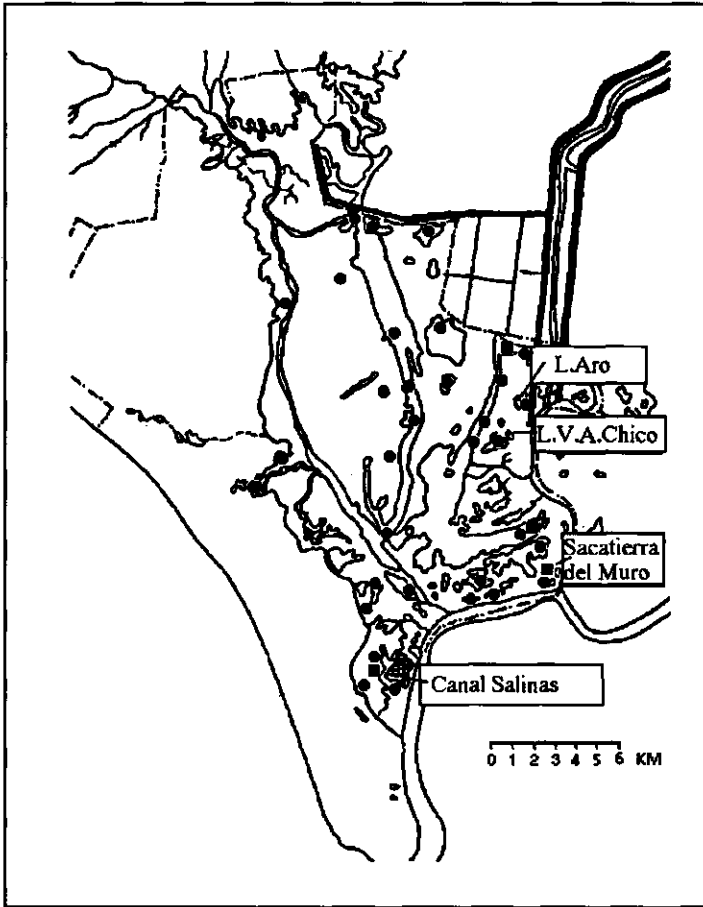 L.Aro
L.V.A.Chico
Sacatierra
del Muro
Canal Salinas
0 1 2 3 4 5 6 KM